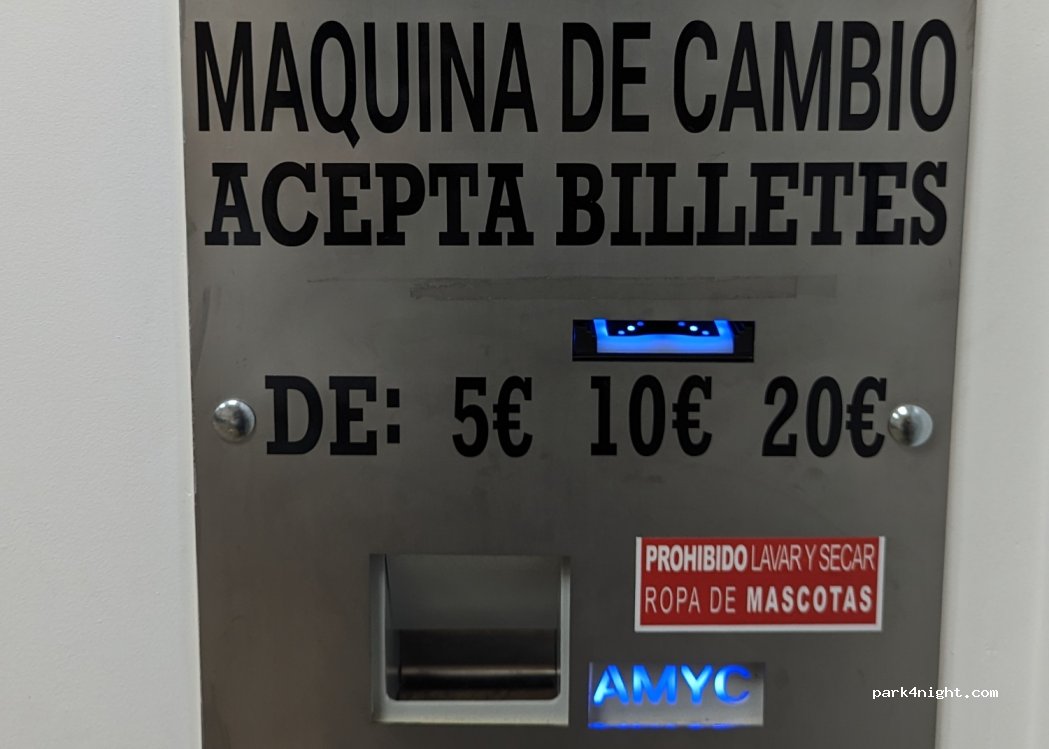 MAQUINA DE CAMBIO
ACEPTA BILLETES
DE: 5€ 10€ 20€
PROHIBIDO LAVAR Y SECAR
ROPA DE MASCOTAS
AMYC
park4night.com